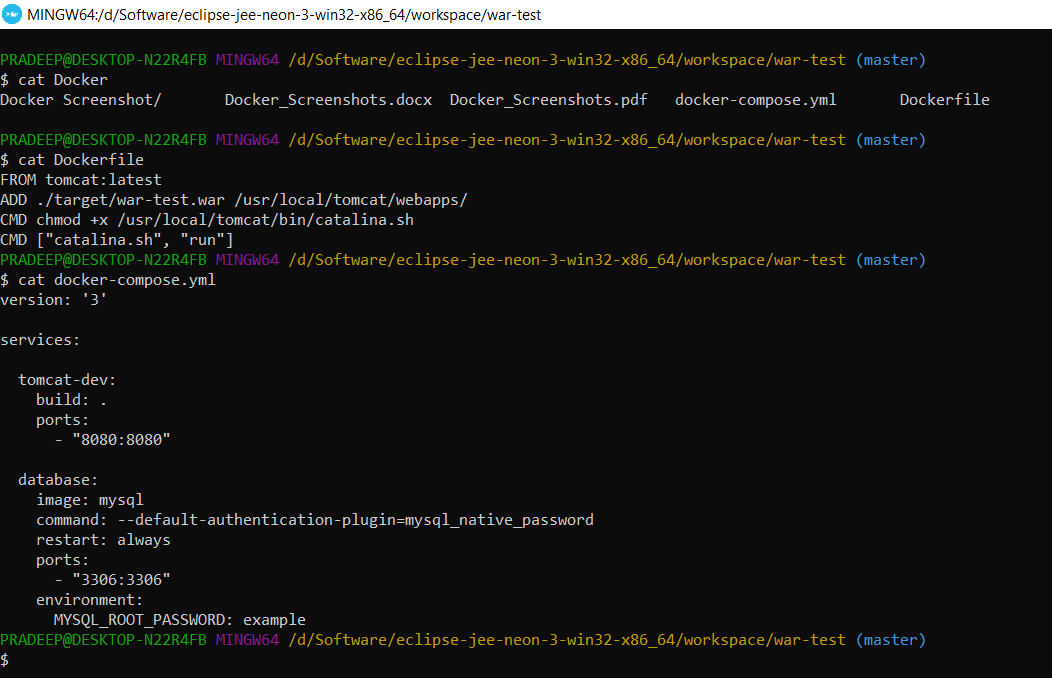 MINGW64:/d/Software/eclipse-jee-neon-3-win32-x86_64/workspace/war-test
PRADEEP@DESKTOP-N22R4FB MINGW64 /d/Software/eclipse-jee-neon-3-win32-x86_64/workspace/war-test (master)
$ cat Docker
Docker Screenshot/       Docker_Screenshots.docx  Docker_Screenshots.pdf   docker-compose.yml       Dockerfile
PRADEEP@DESKTOP-N22R4FB MINGW64 /d/Software/eclipse-jee-neon-3-win32-x86_64/workspace/war-test (master)
$ cat Dockerfile
FROM tomcat:latest
ADD ./target/war-test.war /usr/local/tomcat/webapps/
CMD chmod +x /usr/local/tomcat/bin/catalina.sh
CMD ["catalina.sh", "run"]
PRADEEP@DESKTOP-N22R4FB MINGW64 /d/Software/eclipse-jee-neon-3-win32-x86_64/workspace/war-test (master)
$ cat docker-compose.yml
version: '3'
services:
  tomcat-dev:
    build: .
    ports:
      - "8080:8080"
  database:
    image: mysql
    command: --default-authentication-plugin=mysql_native_password
    restart: always
    ports:
      - "3306:3306"
    environment:
      MYSQL_ROOT_PASSWORD: example
PRADEEP@DESKTOP-N22R4FB MINGW64 /d/Software/eclipse-jee-neon-3-win32-x86_64/workspace/war-test (master)
$